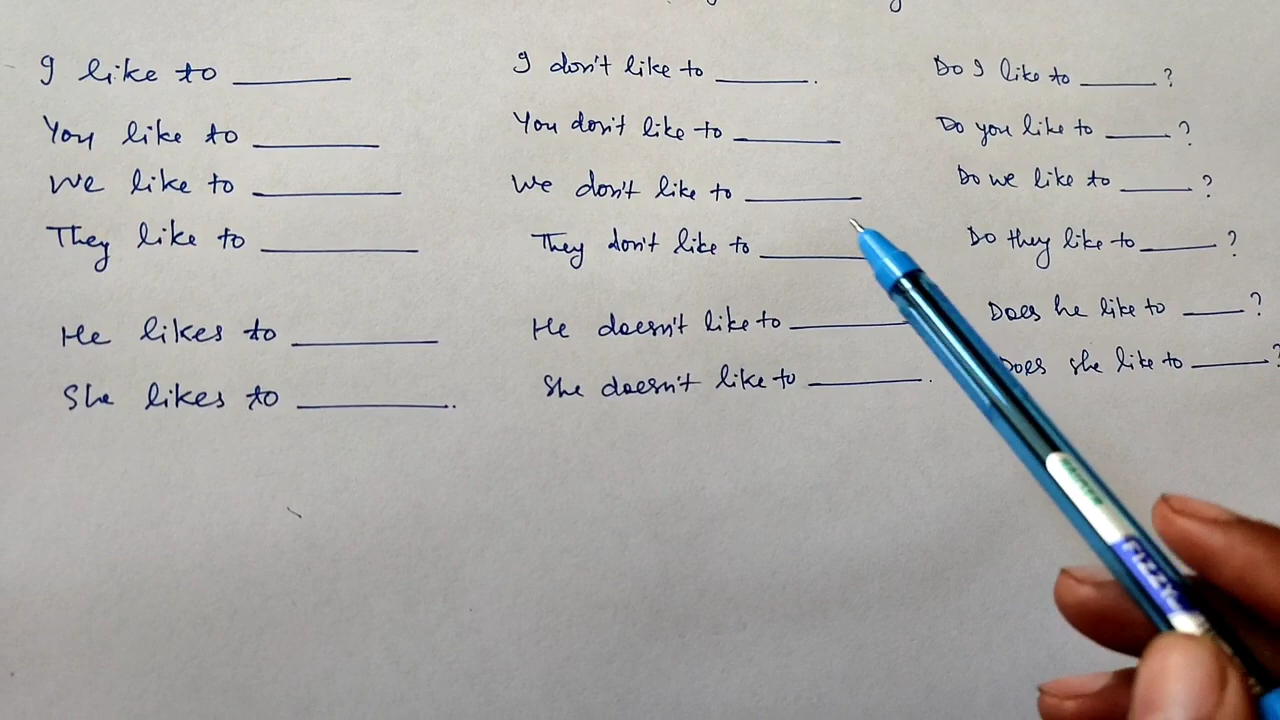 I like to ______
You like to ______
We like to ______
They like to ______
He likes to ______
She likes to ______.
I don't like to ______.
You don't like to ______
We don't like to ______
They don't like to ______
He doesn't like to ______
She doesn't like to ______.
Do I like to ______?
Do you like to ______?
Do we like to ______?
Do they like to ______?
Does he like to ______?
Does she like to ______?
FIZZY